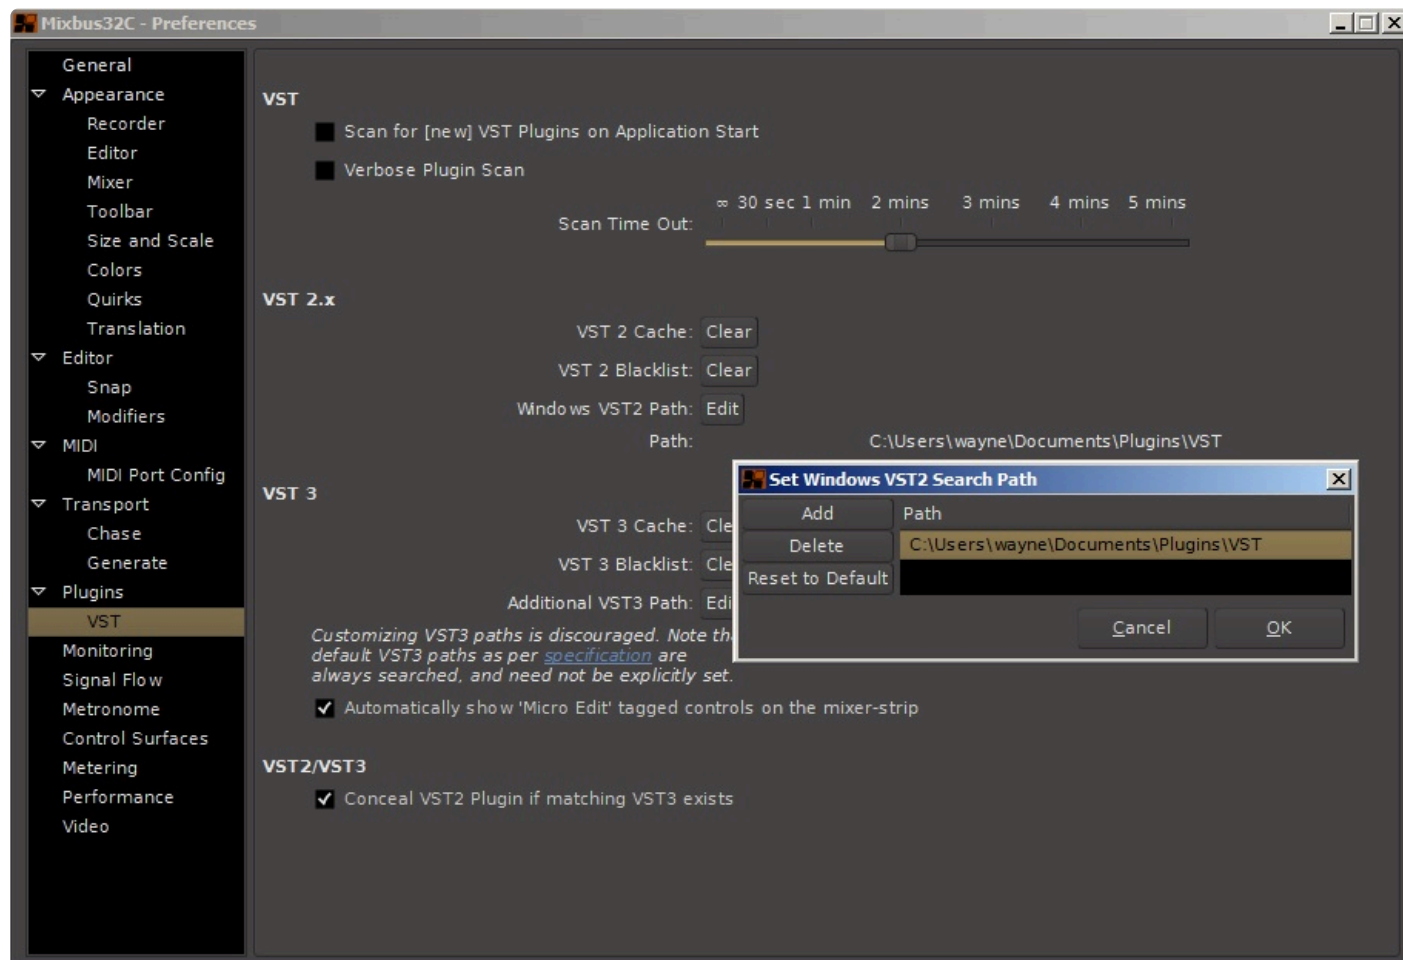 Mixbus32C - Preferences
General
Appearance
Recorder
Editor
Mixer
Toolbar
Size and Scale
Colors
Quirks
Translation
Editor
Snap
Modifiers
MIDI
MIDI Port Config
Transport
Chase
Generate
Plugins
VST
Monitoring
Signal Flow
Metronome
Control Surfaces
Metering
Performance
Video
VST
Scan for [new] VST Plugins on Application Start
Verbose Plugin Scan
∞ 30 sec 1 min 2 mins 3 mins 4 mins 5 mins
Scan Time Out:
VST 2.x
VST 2 Cache: Clear
VST 2 Blacklist: Clear
Windows VST2 Path: Edit
Path: C:\Users\wayne\Documents\Plugins\VST
VST 3
VST 3 Cache: Cle
VST 3 Blacklist: Cle
Additional VST3 Path: Edi
Customizing VST3 paths is discouraged. Note tha
default VST3 paths as per specification are
always searched, and need not be explicitly set.
Automatically show 'Micro Edit' tagged controls on the mixer-strip
VST2/VST3
Conceal VST2 Plugin if matching VST3 exists
Set Windows VST2 Search Path
Add Path
Delete C:\Users\wayne\Documents\Plugins\VST
Reset to Default
Cancel OK